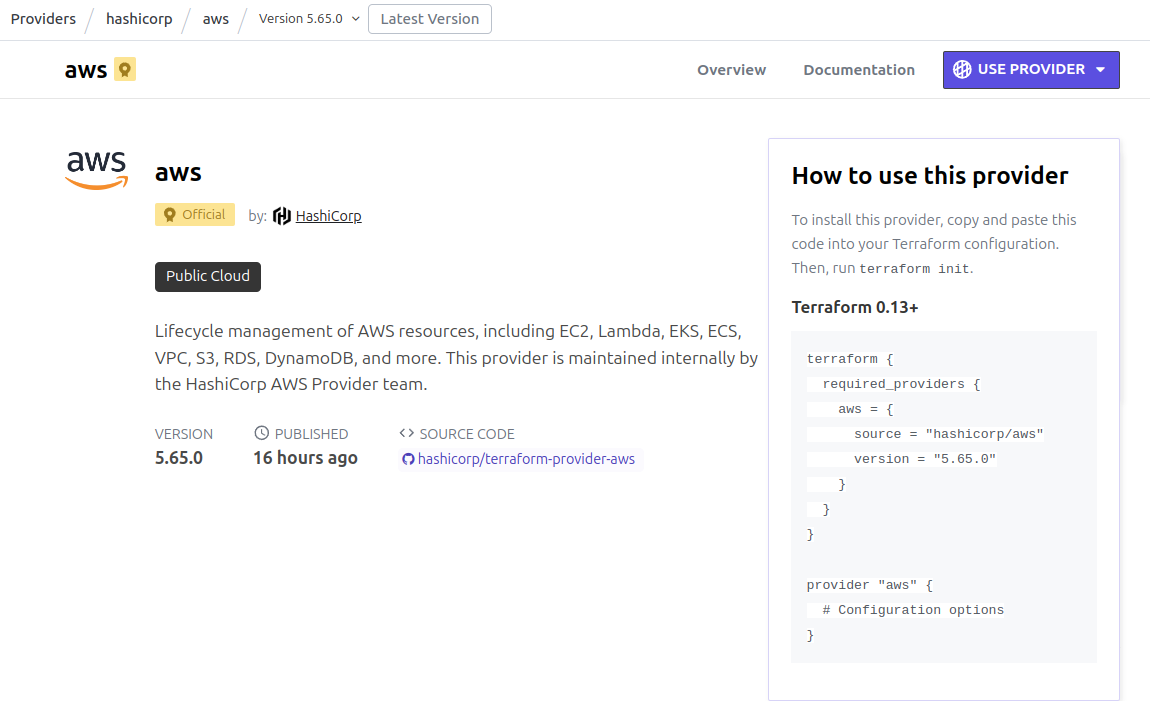 Providers hashicorp aws Version 5.65.0 Latest Version
aws Overview Documentation USE PROVIDER
aws
aws
Official by: HashiCorp
Public Cloud
Lifecycle management of AWS resources, including EC2, Lambda, EKS, ECS,
VPC, S3, RDS, DynamoDB, and more. This provider is maintained internally by
the HashiCorp AWS Provider team.
VERSION PUBLISHED SOURCE CODE
5.65.0 16 hours ago hashicorp/terraform-provider-aws
How to use this provider
To install this provider, copy and paste this
code into your Terraform configuration.
Then, run terraform init.
Terraform 0.13+
terraform {
  required_providers {
    aws = {
      source = "hashicorp/aws"
      version = "5.65.0"
    }
  }
}

provider "aws" {
  # Configuration options
}